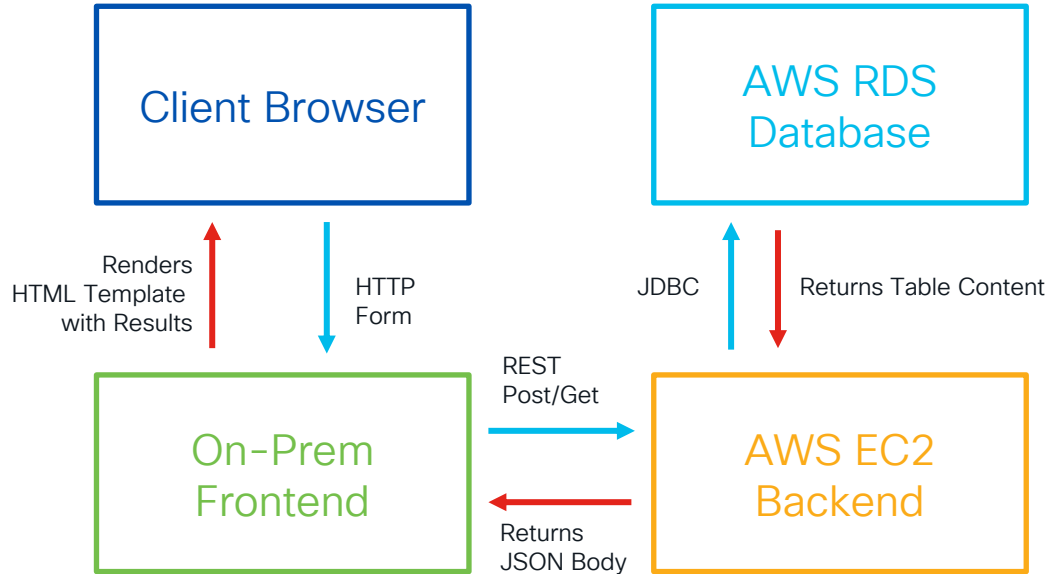 Client Browser
AWS RDS
Database
Renders
HTML Template
with Results
HTTP
Form
JDBC
Returns Table Content
REST
Post/Get
On-Prem
Frontend
AWS EC2
Backend
Returns
JSON Body